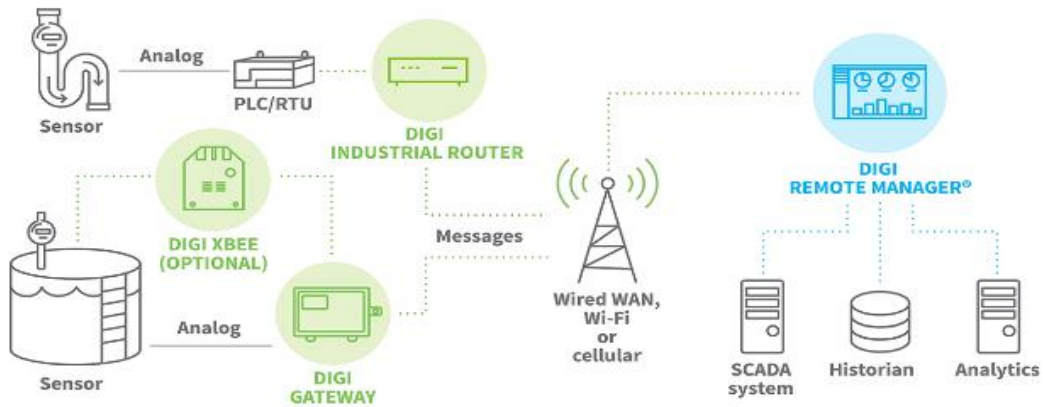 Analog
Sensor
PLC/RTU
DIGI
INDUSTRIAL ROUTER
DIGI
REMOTE MANAGER®
DIGI XBEE
(OPTIONAL)
Messages
Analog
Sensor
DIGI
GATEWAY
Wired WAN,
Wi-Fi
or
cellular
SCADA
system
Historian
Analytics